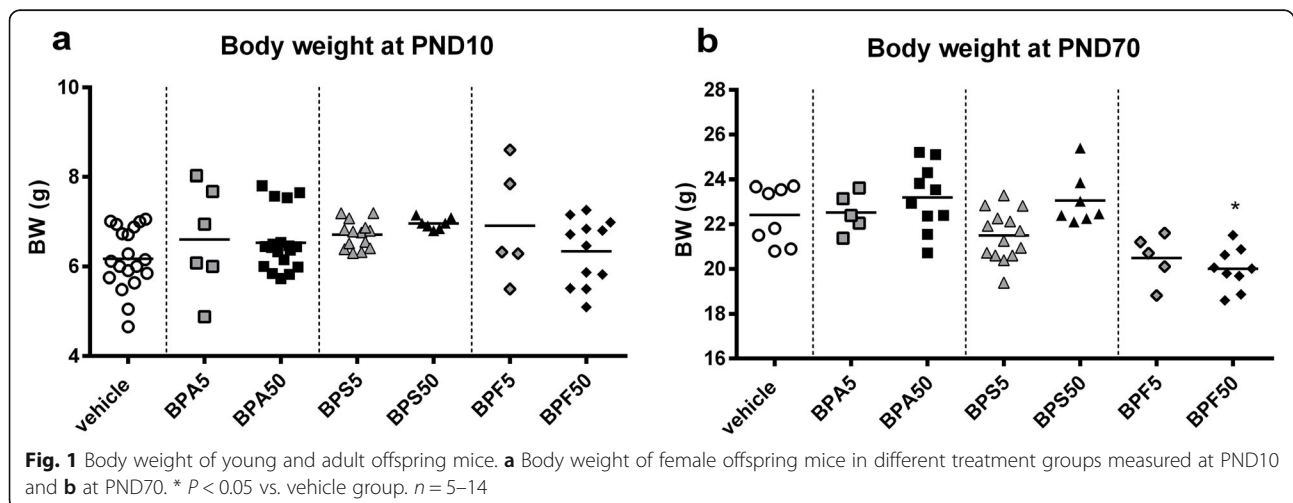 a
Body weight at PND10
BW (g)
10
8
6
4
vehicle
BPA5
BPA50
BPS5
BPS50
BPF5
BPF50
b
Body weight at PND70
BW (g)
28
26
24
22
20
18
16
*
vehicle
BPA5
BPA50
BPS5
BPS50
BPF5
BPF50
Fig. 1 Body weight of young and adult offspring mice. a Body weight of female offspring mice in different treatment groups measured at PND10
and b at PND70. * P < 0.05 vs. vehicle group. n = 5–14